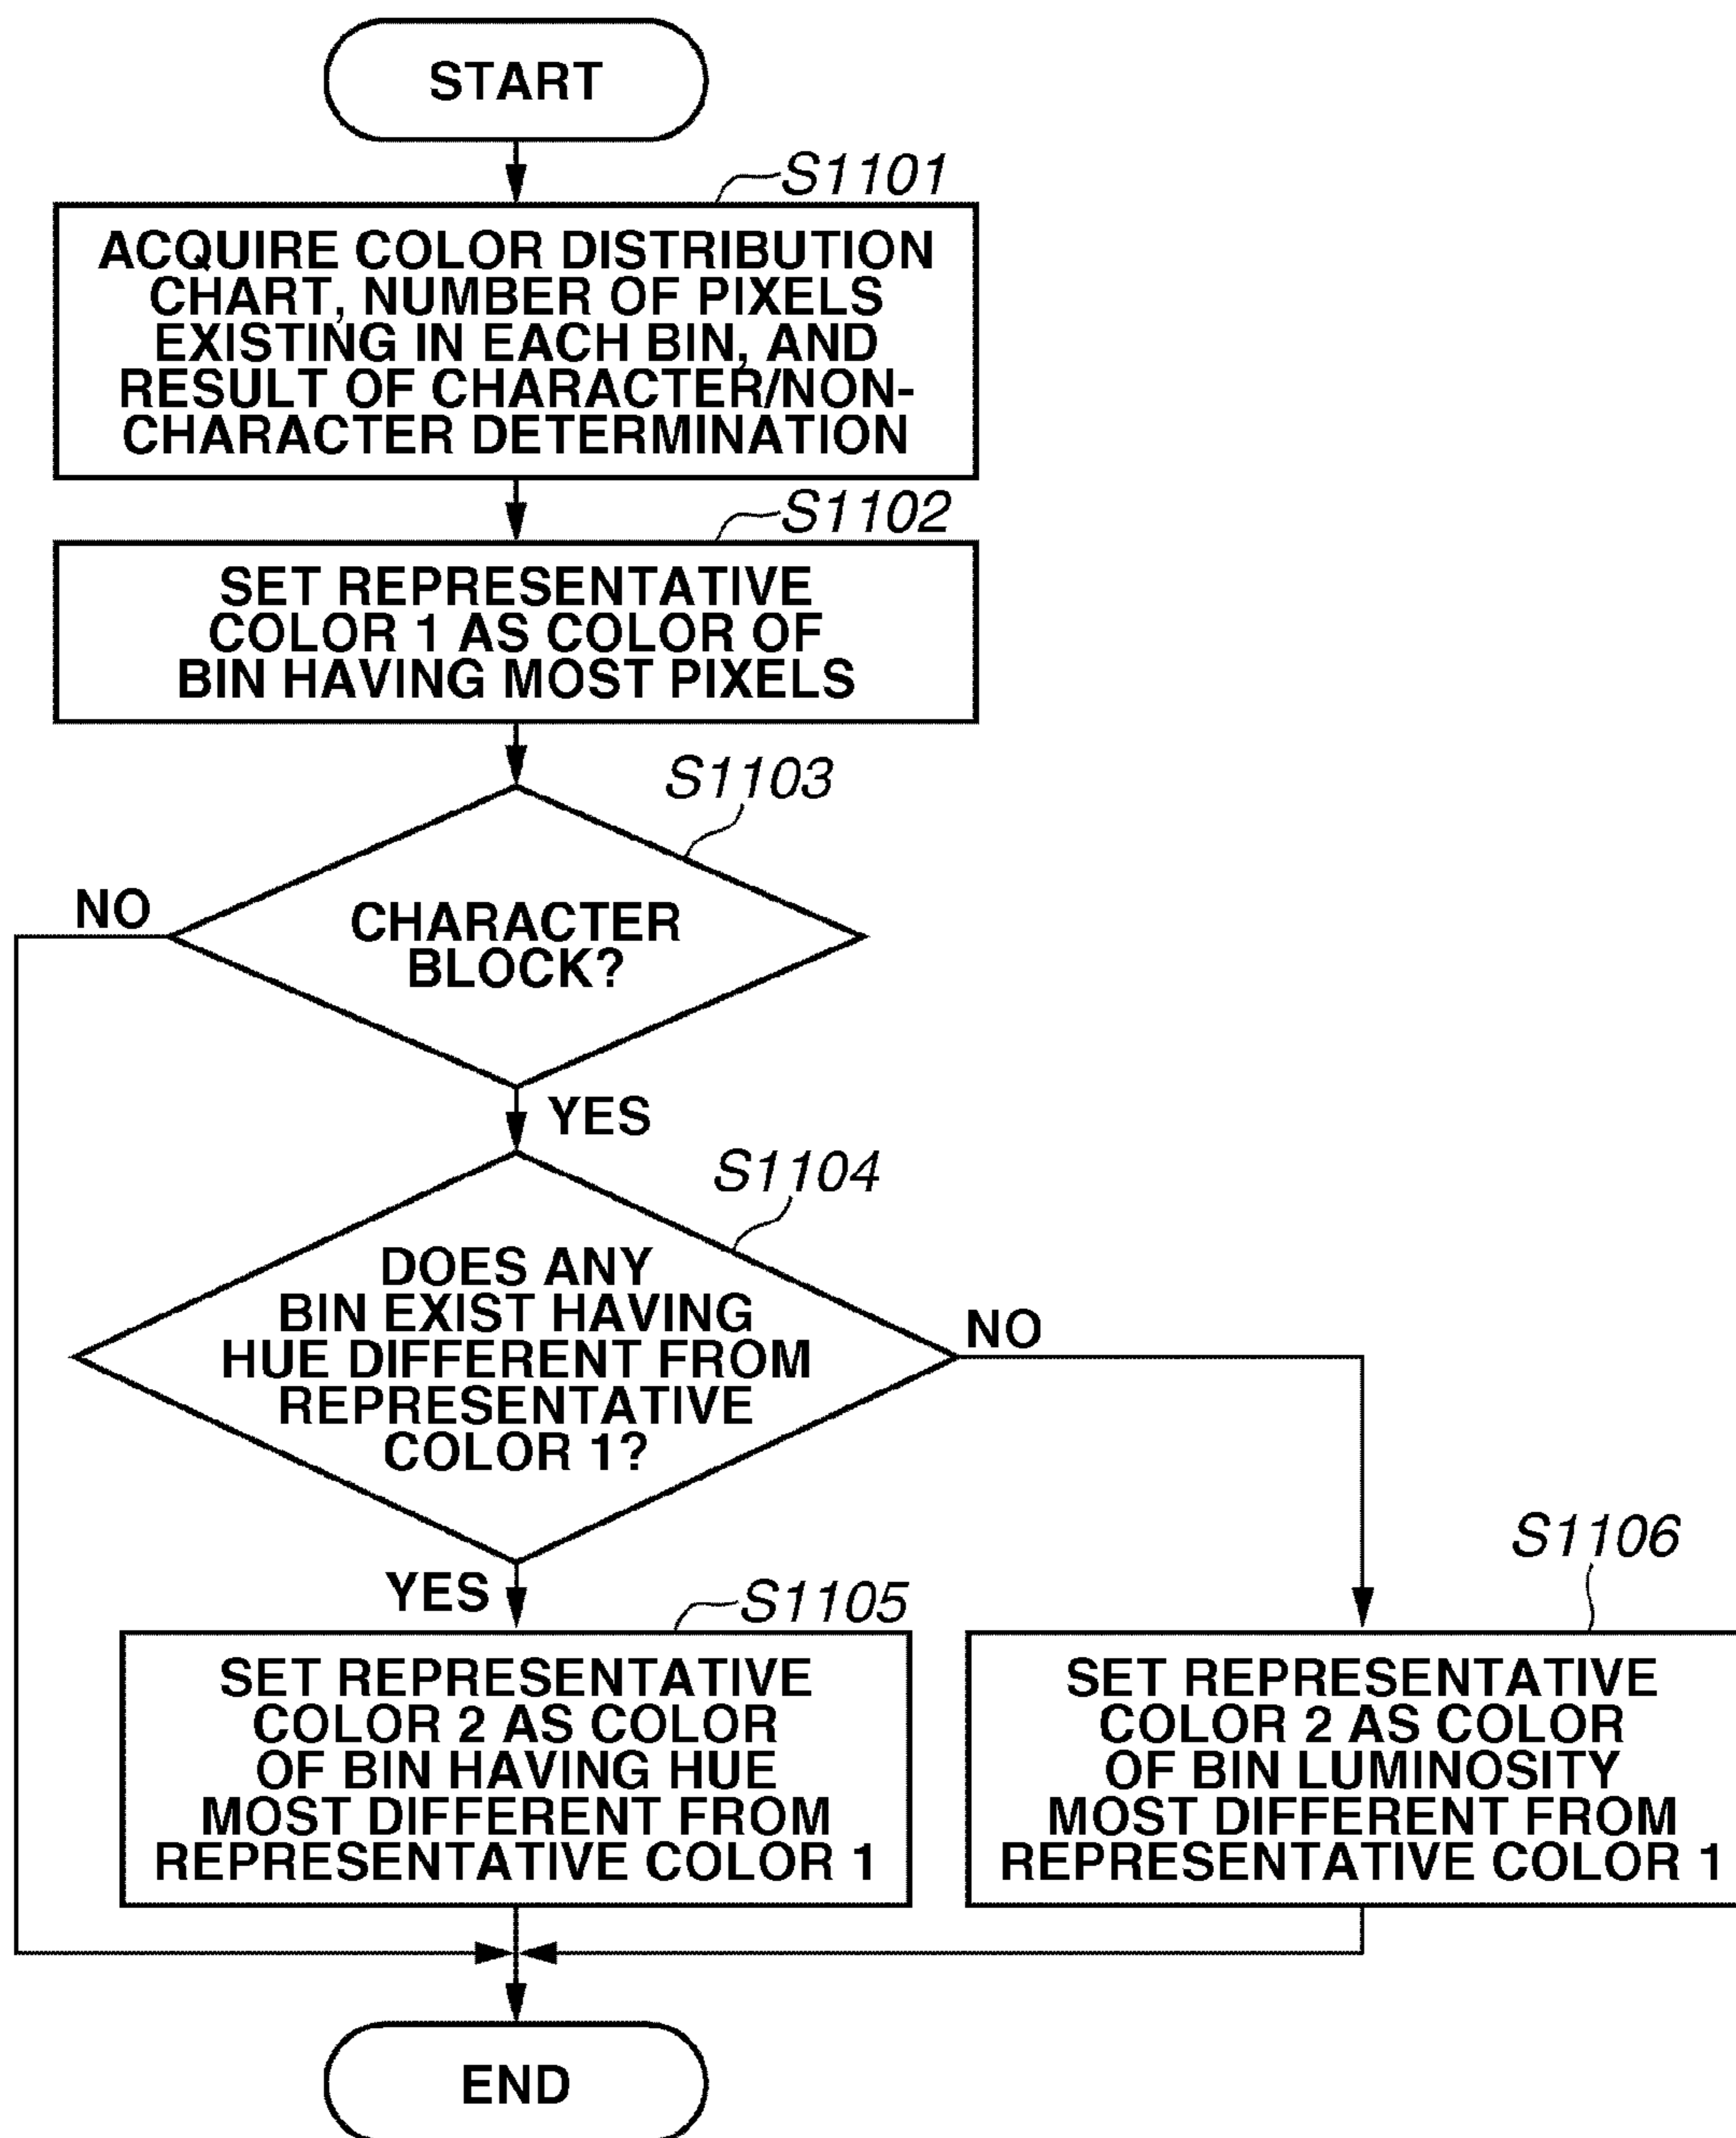 START
S1101
ACQUIRE COLOR DISTRIBUTION
CHART, NUMBER OF PIXELS
EXISTING IN EACH BIN, AND
RESULT OF CHARACTER/NON-
CHARACTER DETERMINATION
S1102
SET REPRESENTATIVE
COLOR 1 AS COLOR OF
BIN HAVING MOST PIXELS
S1103
NO
CHARACTER
BLOCK?
YES
S1104
DOES ANY
BIN EXIST HAVING
HUE DIFFERENT FROM
REPRESENTATIVE
COLOR 1?
NO
YES
S1105
SET REPRESENTATIVE
COLOR 2 AS COLOR
OF BIN HAVING HUE
MOST DIFFERENT FROM
REPRESENTATIVE COLOR 1
S1106
SET REPRESENTATIVE
COLOR 2 AS COLOR
OF BIN LUMINOSITY
MOST DIFFERENT FROM
REPRESENTATIVE COLOR 1
END